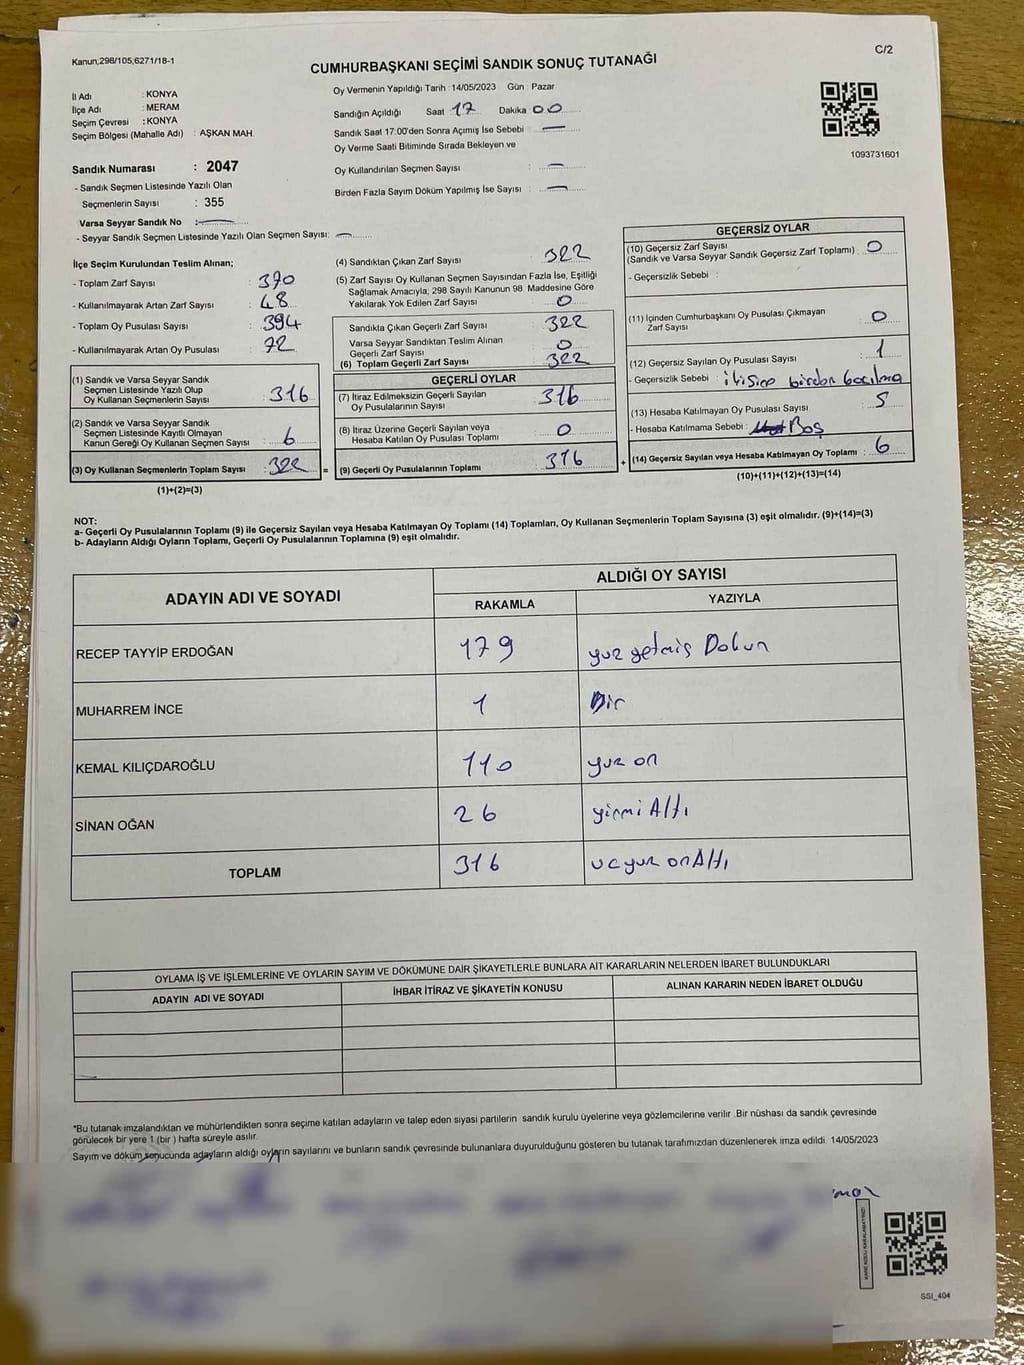 Kanun;298/105;6271/18-1
C/2
CUMHURBAŞKANI SEÇİMİ SANDIK SONUÇ TUTANAĞI
İl Adı : KONYA
İlçe Adı : MERAM
Seçim Çevresi : KONYA
Seçim Bölgesi (Mahalle Adı) : AŞKAN MAH.
Oy Vermenin Yapıldığı Tarih :14/05/2023 Gün : Pazar
Sandığın Açıldığı Saat 17 Dakika 00
Sandık Saat 17:00'den Sonra Açımış İse Sebebi : —
Oy Verme Saati Bitiminde Sırada Bekleyen ve
Oy Kullandırılan Seçmen Sayısı : —
Birden Fazla Sayım Döküm Yapılmış İse Sayısı : —
1093731601
Sandık Numarası : 2047
- Sandık Seçmen Listesinde Yazılı Olan
Seçmenlerin Sayısı : 355
Varsa Seyyar Sandık No : —
- Seyyar Sandık Seçmen Listesinde Yazılı Olan Seçmen Sayısı: —
İlçe Seçim Kurulundan Teslim Alınan;
- Toplam Zarf Sayısı : 370
- Kullanılmayarak Artan Zarf Sayısı : 48
- Toplam Oy Pusulası Sayısı : 394
- Kullanılmayarak Artan Oy Pusulası : 72
(1) Sandık ve Varsa Seyyar Sandık
Seçmen Listesinde Yazılı Olup
Oy Kullanan Seçmenlerin Sayısı : 316
(2) Sandık ve Varsa Seyyar Sandık
Seçmen Listesinde Kayıtlı Olmayan
Kanun Gereği Oy Kullanan Seçmen Sayısı : 6
(3) Oy Kullanan Seçmenlerin Toplam Sayısı : 322 =
(1)+(2)=(3)
(4) Sandıktan Çıkan Zarf Sayısı : 322
(5) Zarf Sayısı Oy Kullanan Seçmen Sayısından Fazla İse, Eşitliği
Sağlamak Amacıyla; 298 Sayılı Kanunun 98. Maddesine Göre
Yakılarak Yok Edilen Zarf Sayısı : 0
Sandıkta Çıkan Geçerli Zarf Sayısı : 322
Varsa Seyyar Sandıktan Teslim Alınan
Geçerli Zarf Sayısı : 0
(6) Toplam Geçerli Zarf Sayısı : 322
GEÇERLİ OYLAR
(7) İtiraz Edilmeksizin Geçerli Sayılan
Oy Pusulalarının Sayısı : 316
(8) İtiraz Üzerine Geçerli Sayılan veya
Hesaba Katılan Oy Pusulası Toplamı : 0
(9) Geçerli Oy Pusulalarının Toplamı : 316 +
GEÇERSİZ OYLAR
(10) Geçersiz Zarf Sayısı
(Sandık ve Varsa Seyyar Sandık Geçersiz Zarf Toplamı) : 0
- Geçersizlik Sebebi :
(11) İçinden Cumhurbaşkanı Oy Pusulası Çıkmayan
Zarf Sayısı : 0
(12) Geçersiz Sayılan Oy Pusulası Sayısı : 1
- Geçersizlik Sebebi : birden
(13) Hesaba Katılmayan Oy Pusulası Sayısı : 5
- Hesaba Katılmama Sebebi : Boş
(14) Geçersiz Sayılan veya Hesaba Katılmayan Oy Toplamı : 6
(10)+(11)+(12)+(13)=(14)
NOT:
a- Geçerli Oy Pusulalarının Toplamı (9) ile Geçersiz Sayılan veya Hesaba Katılmayan Oy Toplamı (14) Toplamları, Oy Kullanan Seçmenlerin Toplam Sayısına (3) eşit olmalıdır. (9)+(14)=(3)
b- Adayların Aldığı Oyların Toplamı, Geçerli Oy Pusulalarının Toplamına (9) eşit olmalıdır.
ADAYIN ADI VE SOYADI
ALDIĞI OY SAYISI
RAKAMLA YAZIYLA
RECEP TAYYİP ERDOĞAN 179 yuz yetmiş Dokun
MUHARREM İNCE 1 Bir
KEMAL KILIÇDAROĞLU 110 yuz on
SİNAN OĞAN 26 yirmi Altı
TOPLAM 316 ucyuz on Altı
OYLAMA İŞ VE İŞLEMLERİNE VE OYLARIN SAYIM VE DÖKÜMÜNE DAİR ŞİKAYETLERLE BUNLARA AİT KARARLARIN NELERDEN İBARET BULUNDUKLARI
ADAYIN ADI VE SOYADI İHBAR İTİRAZ VE ŞİKAYETİN KONUSU ALINAN KARARIN NEDEN İBARET OLDUĞU
*Bu tutanak imzalandıktan ve mühürlendikten sonra seçime katılan adayların ve talep eden siyasi partilerin sandık kurulu üyelerine veya gözlemcilerine verilir. Bir nüshası da sandık çevresinde
görülecek bir yere 1 (bir ) hafta süreyle asılır.
Sayım ve döküm sonucunda adayların aldığı oyların sayılarını ve bunların sandık çevresinde bulunanlara duyurulduğunu gösteren bu tutanak tarafımızdan düzenlenerek imza edildi. 14/05/2023
KARE KODU KARALAMAYINIZ!
SSI_404